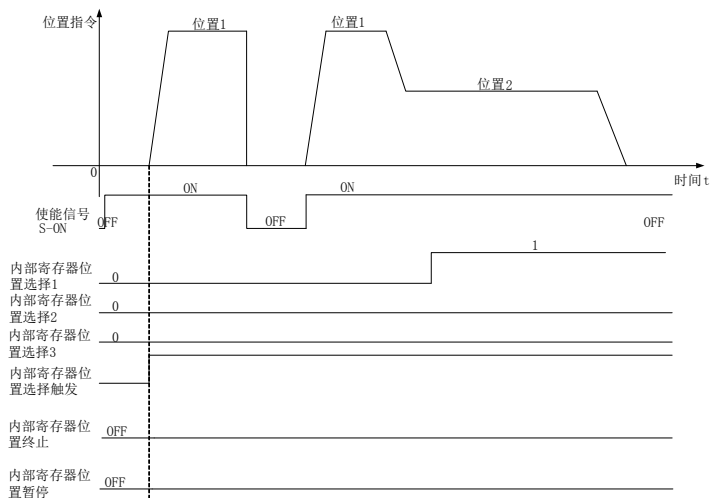 位置指令
位置1
位置1
位置2
0
时间t
使能信号
S-ON
OFF
ON
OFF
ON
OFF
内部寄存器位
置选择1
0
1
内部寄存器位
置选择2
0
内部寄存器位
置选择3
0
内部寄存器位
置选择触发
内部寄存器位
置终止
OFF
内部寄存器位
置暂停
OFF